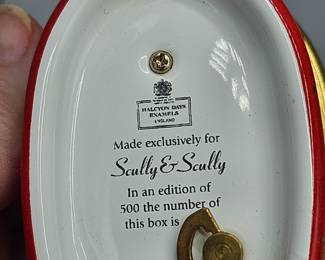 HALCYON DAYS
ENAMELS
ENGLAND
Made exclusively for
Scully & Scully
In an edition of
500 the number of
this box is